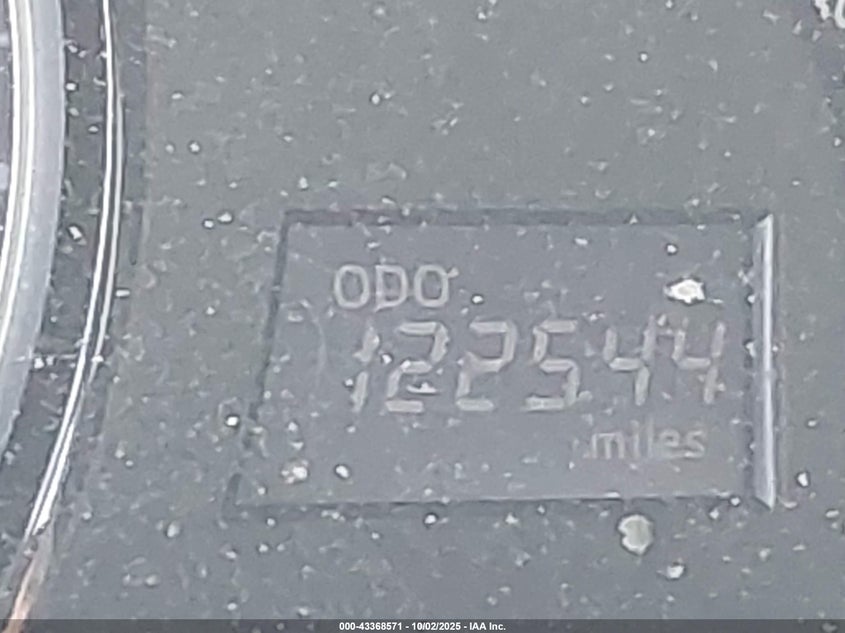 ODO
122544
miles
000-43368571 - 10/02/2025 - IAA Inc.